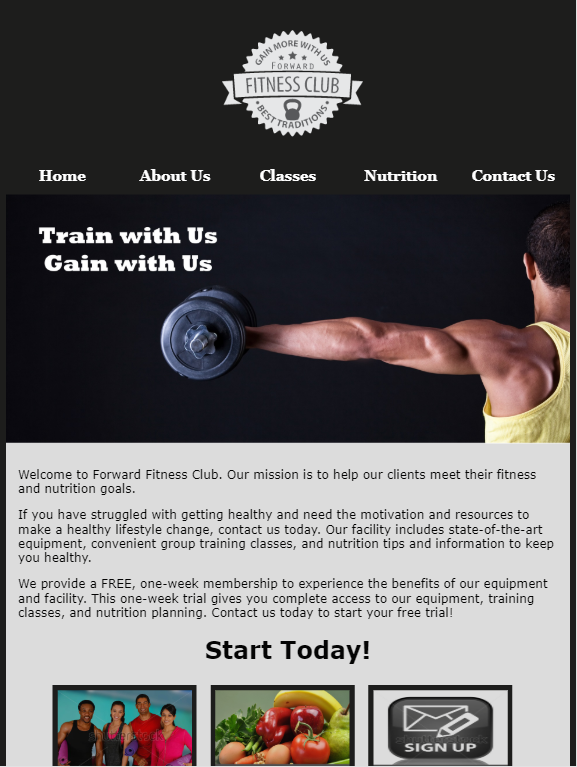 GAIN MORE WITH US
FORWARD
FITNESS CLUB
BEST TRADITIONS
Home About Us Classes Nutrition Contact Us
Train with Us
Gain with Us
Welcome to Forward Fitness Club. Our mission is to help our clients meet their fitness
and nutrition goals.
If you have struggled with getting healthy and need the motivation and resources to
make a healthy lifestyle change, contact us today. Our facility includes state-of-the-art
equipment, convenient group training classes, and nutrition tips and information to keep
you healthy.
We provide a FREE, one-week membership to experience the benefits of our equipment
and facility. This one-week trial gives you complete access to our equipment, training
classes, and nutrition planning. Contact us today to start your free trial!
Start Today!
SIGN UP